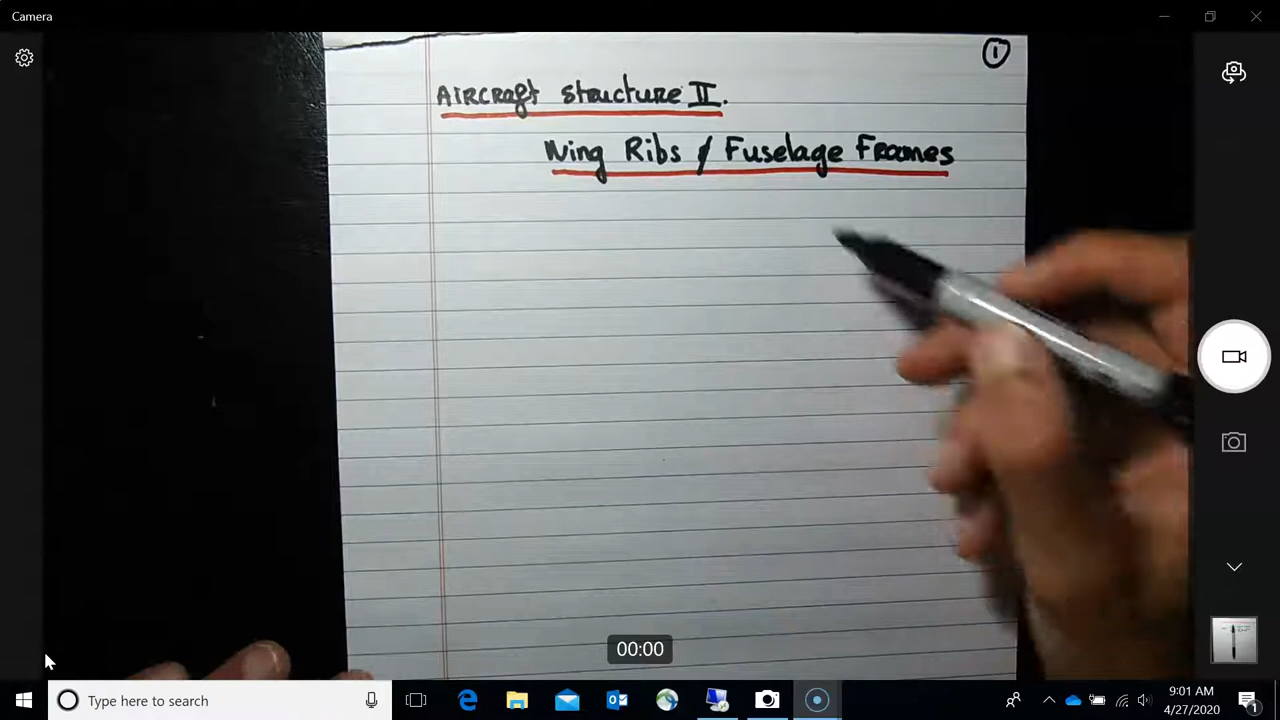 Camera
1
Aircraft Structure II.
Wing Ribs / Fuselage Frames
00:00
Type here to search
9:01 AM
4/27/2020
1